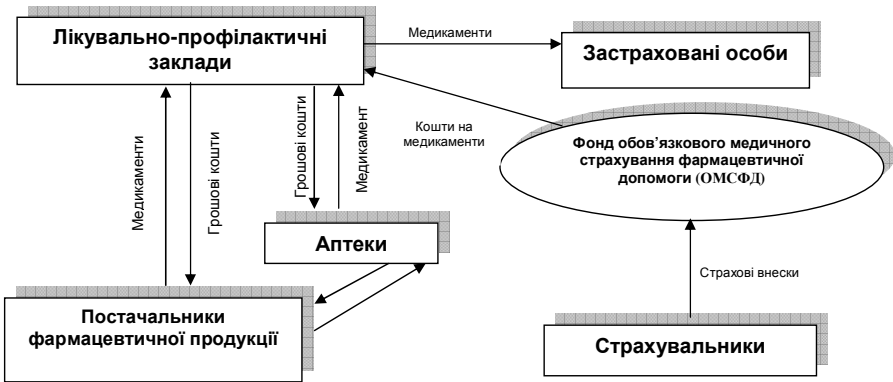 Лікувально-профілактичні
заклади
Медикаменти
Застраховані особи
Кошти на
медикаменти
Фонд обов’язкового медичного
страхування фармацевтичної
допомоги (ОМСФД)
Медикаменти
Грошові кошти
Грошові кошти
Медикамент
Аптеки
Страхові внески
Постачальники
фармацевтичної продукції
Страхувальники